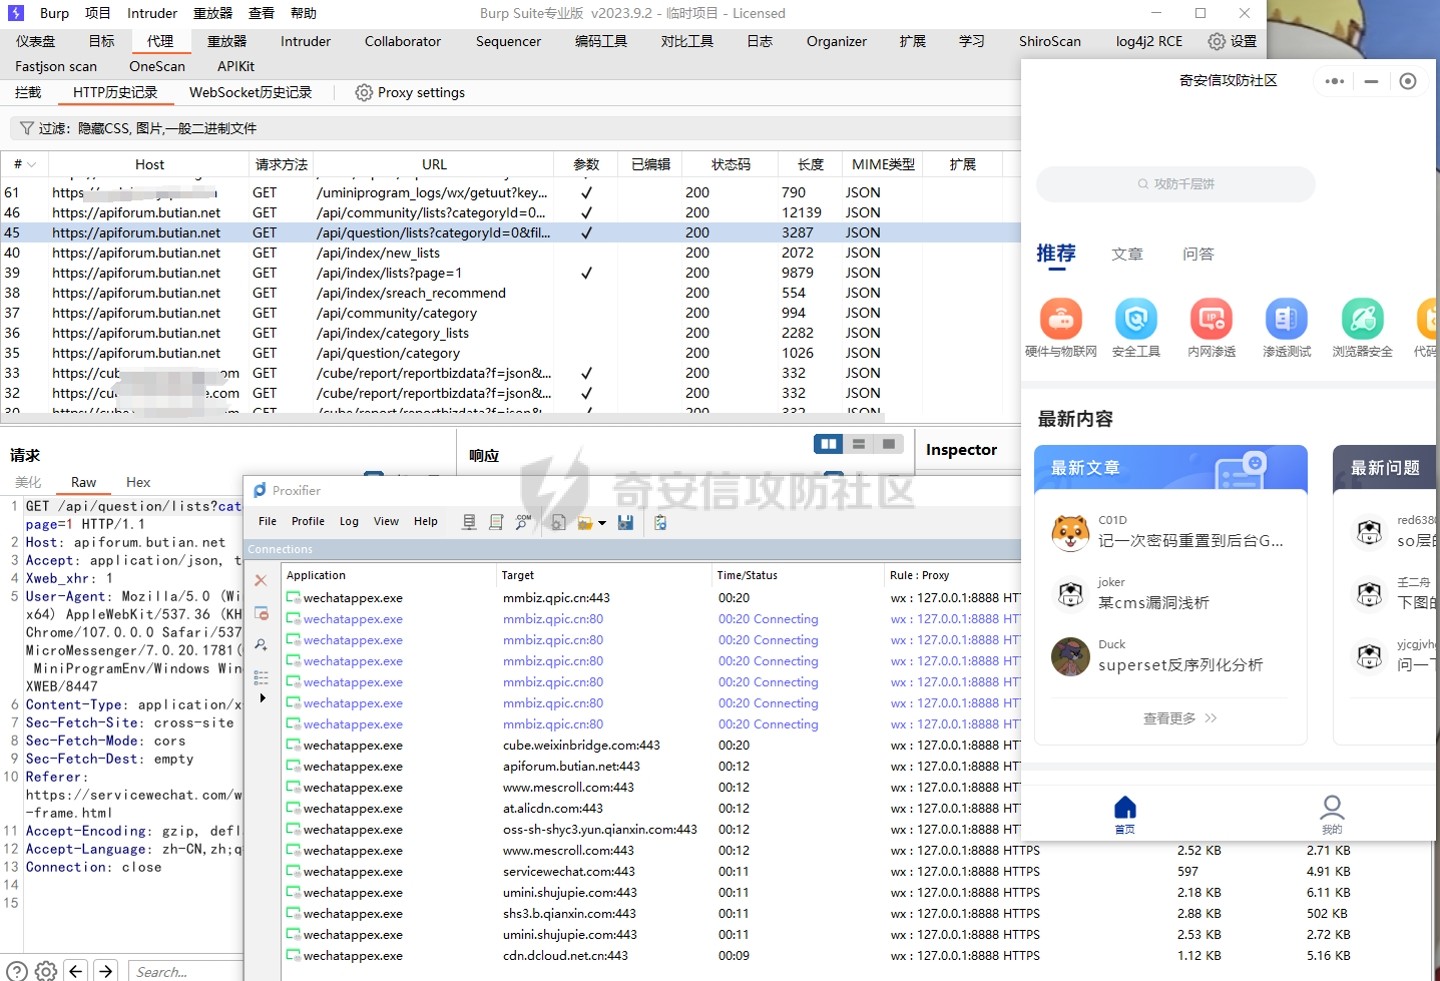 Burp 项目 Intruder 重放器 查看 帮助 Burp Suite专业版 v2023.9.2 - 临时项目 - Licensed
仪表盘 目标 代理 重放器 Intruder Collaborator Sequencer 编码工具 对比工具 日志 Organizer 扩展 学习 ShiroScan log4j2 RCE 设置
Fastjson scan OneScan APIKit
拦截 HTTP历史记录 WebSocket历史记录 Proxy settings
过滤: 隐藏CSS, 图片,一般二进制文件
# Host 请求方法 URL 参数 已编辑 状态码 长度 MIME类型 扩展
61 https GET /uminiprogram_logs/wx/getuut?key... ✓ 200 790 JSON
46 https://apiforum.butian.net GET /api/community/lists?categoryId=0... ✓ 200 12139 JSON
45 https://apiforum.butian.net GET /api/question/lists?categoryId=0&fil... ✓ 200 3287 JSON
40 https://apiforum.butian.net GET /api/index/new_lists 200 2072 JSON
39 https://apiforum.butian.net GET /api/index/lists?page=1 ✓ 200 9879 JSON
38 https://apiforum.butian.net GET /api/index/sreach_recommend 200 554 JSON
37 https://apiforum.butian.net GET /api/community/category 200 994 JSON
36 https://apiforum.butian.net GET /api/index/category_lists 200 2282 JSON
35 https://apiforum.butian.net GET /api/question/category 200 1026 JSON
33 https://cub om GET /cube/report/reportbizdata?f=json&... ✓ 200 332 JSON
32 https://cu e.com GET /cube/report/reportbizdata?f=json&... ✓ 200 332 JSON
30 https://cube om GET /cube/report/reportbizdata?f=json&... 200 332 JSON
请求
美化 Raw Hex
1 GET /api/question/lists?cat
page=1 HTTP/1.1
2 Host: apiforum.butian.net
3 Accept: application/json, t
4 Xweb_xhr: 1
5 User-Agent: Mozilla/5.0 (Wi
x64) AppleWebKit/537.36 (KH
Chrome/107.0.0.0 Safari/537
MicroMessenger/7.0.20.1781(
MiniProgramEnv/Windows Win
XWEB/8447
6 Content-Type: application/x
7 Sec-Fetch-Site: cross-site
8 Sec-Fetch-Mode: cors
9 Sec-Fetch-Dest: empty
10 Referer:
https://servicewechat.com/w
-frame.html
11 Accept-Encoding: gzip, defl
12 Accept-Language: zh-CN,zh;q
13 Connection: close
14
15
Search...
响应
Inspector
奇安信攻防社区
Proxifier
File Profile Log View Help
Connections
Application Target Time/Status Rule : Proxy
wechatappex.exe mmbiz.qpic.cn:443 00:20 wx : 127.0.0.1:8888 HT
wechatappex.exe mmbiz.qpic.cn:80 00:20 Connecting wx : 127.0.0.1:8888 HT
wechatappex.exe mmbiz.qpic.cn:80 00:20 Connecting wx : 127.0.0.1:8888 HT
wechatappex.exe mmbiz.qpic.cn:80 00:20 Connecting wx : 127.0.0.1:8888 HT
wechatappex.exe mmbiz.qpic.cn:80 00:20 Connecting wx : 127.0.0.1:8888 HT
wechatappex.exe mmbiz.qpic.cn:80 00:20 Connecting wx : 127.0.0.1:8888 HT
wechatappex.exe mmbiz.qpic.cn:80 00:20 Connecting wx : 127.0.0.1:8888 HT
wechatappex.exe cube.weixinbridge.com:443 00:20 wx : 127.0.0.1:8888 HT
wechatappex.exe apiforum.butian.net:443 00:12 wx : 127.0.0.1:8888 HT
wechatappex.exe www.mescroll.com:443 00:12 wx : 127.0.0.1:8888 HT
wechatappex.exe at.alicdn.com:443 00:12 wx : 127.0.0.1:8888 HT
wechatappex.exe oss-sh-shyc3.yun.qianxin.com:443 00:12 wx : 127.0.0.1:8888 HT
wechatappex.exe www.mescroll.com:443 00:12 wx : 127.0.0.1:8888 HTTPS 2.52 KB 2.71 KB
wechatappex.exe servicewechat.com:443 00:11 wx : 127.0.0.1:8888 HTTPS 597 4.91 KB
wechatappex.exe umini.shujupie.com:443 00:11 wx : 127.0.0.1:8888 HTTPS 2.18 KB 6.11 KB
wechatappex.exe shs3.b.qianxin.com:443 00:11 wx : 127.0.0.1:8888 HTTPS 2.88 KB 502 KB
wechatappex.exe umini.shujupie.com:443 00:11 wx : 127.0.0.1:8888 HTTPS 2.53 KB 2.72 KB
wechatappex.exe cdn.dcloud.net.cn:443 00:09 wx : 127.0.0.1:8888 HTTPS 1.12 KB 5.16 KB
奇安信攻防社区
攻防千层饼
推荐 文章 问答
硬件与物联网 安全工具 内网渗透 渗透测试 浏览器安全 代码
最新内容
最新文章
C01D
记一次密码重置到后台G...
joker
某cms漏洞浅析
Duck
superset反序列化分析
查看更多 >>
最新问题
red638
so层的
壬二舟
下图的
yjcgjvh
问一下
首页 我的